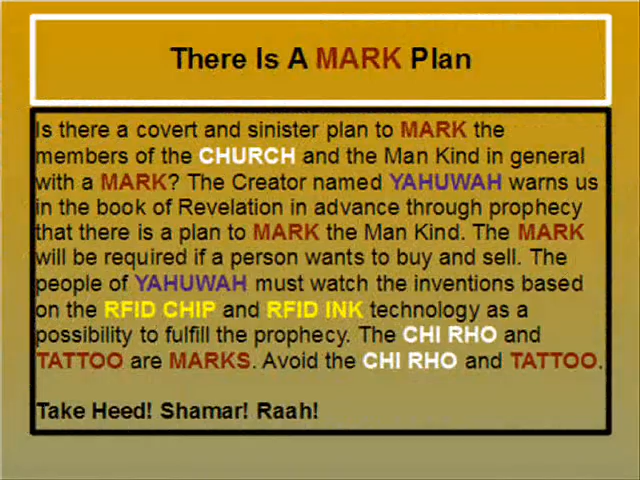 There Is A MARK Plan
Is there a covert and sinister plan to MARK the
members of the CHURCH and the Man Kind in general
with a MARK? The Creator named YAHUWAH warns us
in the book of Revelation in advance through prophecy
that there is a plan to MARK the Man Kind. The MARK
will be required if a person wants to buy and sell. The
people of YAHUWAH must watch the inventions based
on the RFID CHIP and RFID INK technology as a
possibility to fulfill the prophecy. The CHI RHO and
TATTOO are MARKS. Avoid the CHI RHO and TATTOO.
Take Heed! Shamar! Raah!